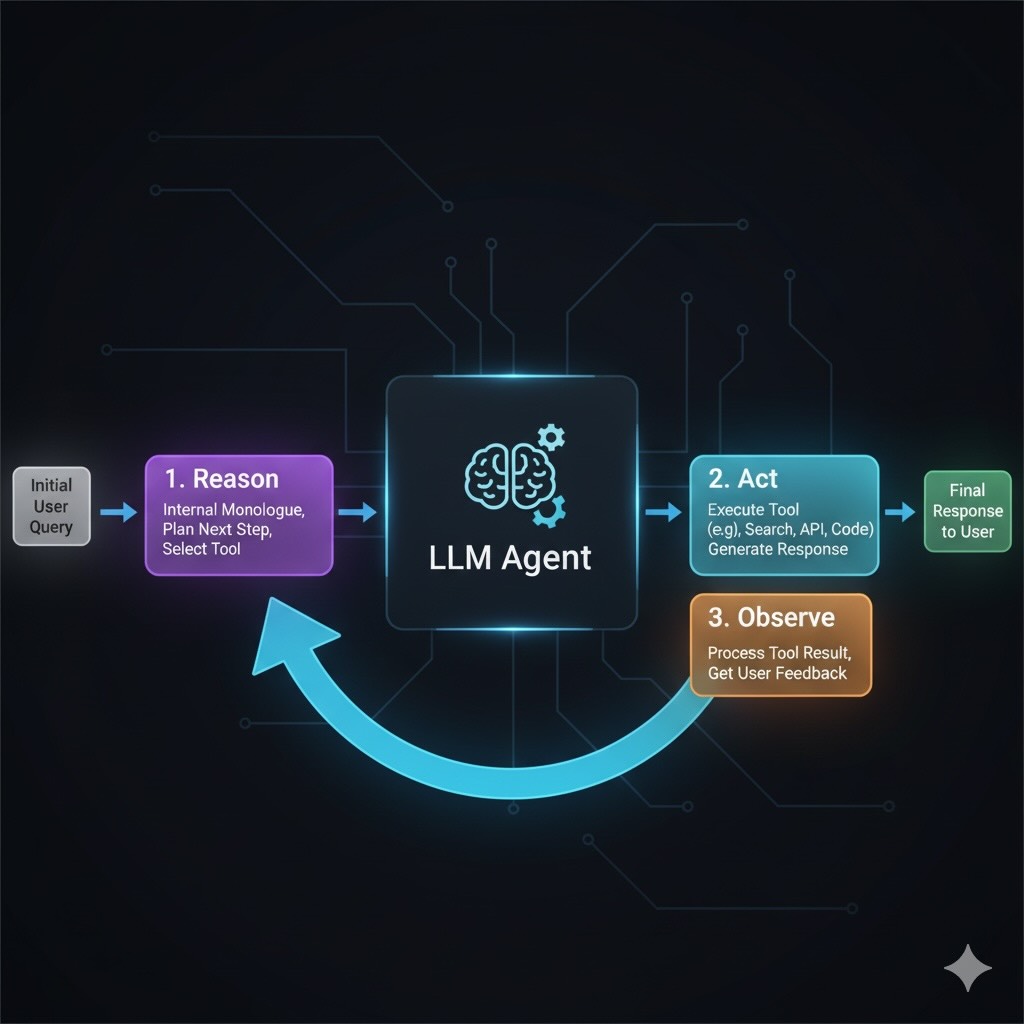 Initial
User
Query
1. Reason
Internal Monologue,
Plan Next Step,
Select Tool
LLM Agent
2. Act
Execute Tool
(e.g), Search, API, Code)
Generate Response
Final
Response
to User
3. Observe
Process Tool Result,
Get User Feedback